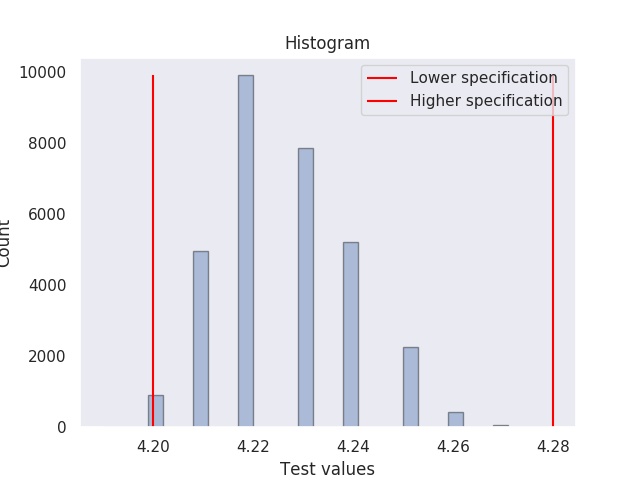 Histogram
Lower specification
Higher specification
10000
8000
6000
4000
2000
0
Count
4.20 4.22 4.24 4.26 4.28
Test values